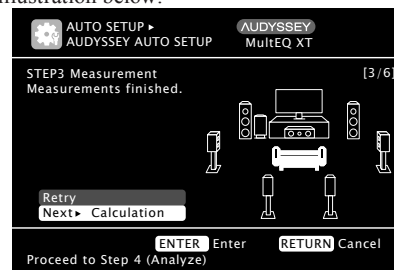 illustration below.
AUTO SETUP ▸
AUDYSSEY AUTO SETUP
AUDYSSEY
MultEQ XT
STEP3 Measurement
[3/6]
Measurements finished.
Retry
Next▸ Calculation
ENTER Enter RETURN Cancel
Proceed to Step 4 (Analyze)